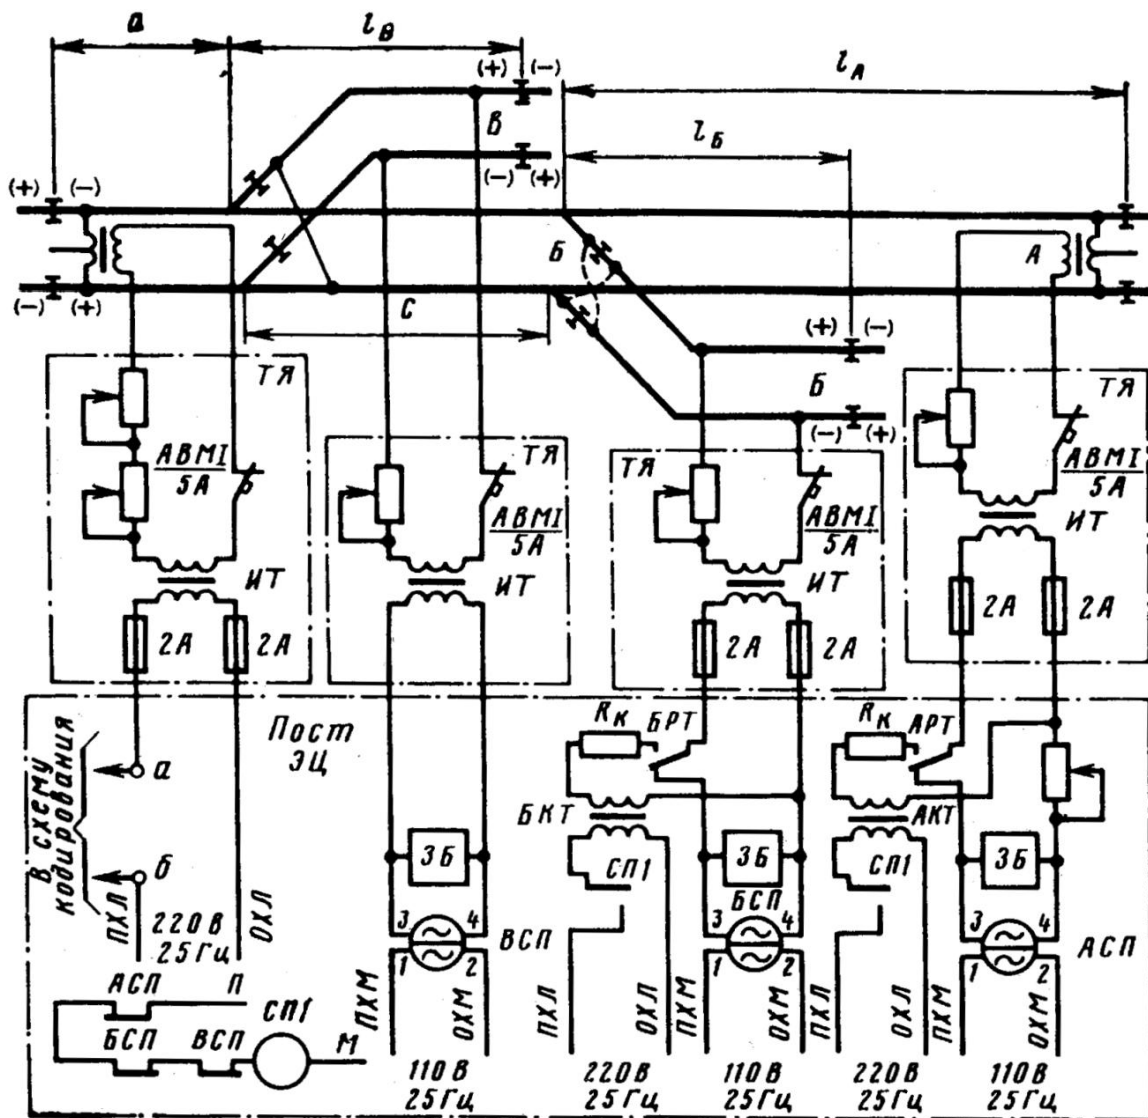 a
l_В
l_А
l_Б
(+) (-)
В
(-) (+)
(+) (-)
(-) (+)
Б
С
А
(+) (-)
Б
(-) (+)
ТЯ
АВМI
5А
ИТ
2А
2А
ТЯ
АВМI
5А
ИТ
ТЯ
АВМI
5А
ИТ
2А
2А
ТЯ
АВМI
5А
ИТ
2А
2А
Пост
ЭЦ
В схему
кодирования
а
б
ПХЛ
220 В
25 Гц
ОХЛ
АСП
П
СП1
БСП
ВСП
М
ЗБ
3
4
ВСП
1
2
ПХМ
ОХМ
110 В
25 Гц
Rк
БРТ
БКТ
СП1
ПХЛ
ОХЛ
220 В
25 Гц
ЗБ
БСП
3
4
1
2
ПХМ
ОХМ
110 В
25 Гц
Rк
АРТ
АКТ
СП1
ПХЛ
ОХЛ
220 В
25 Гц
ЗБ
3
4
АСП
1
2
ПХМ
ОХМ
110 В
25 Гц